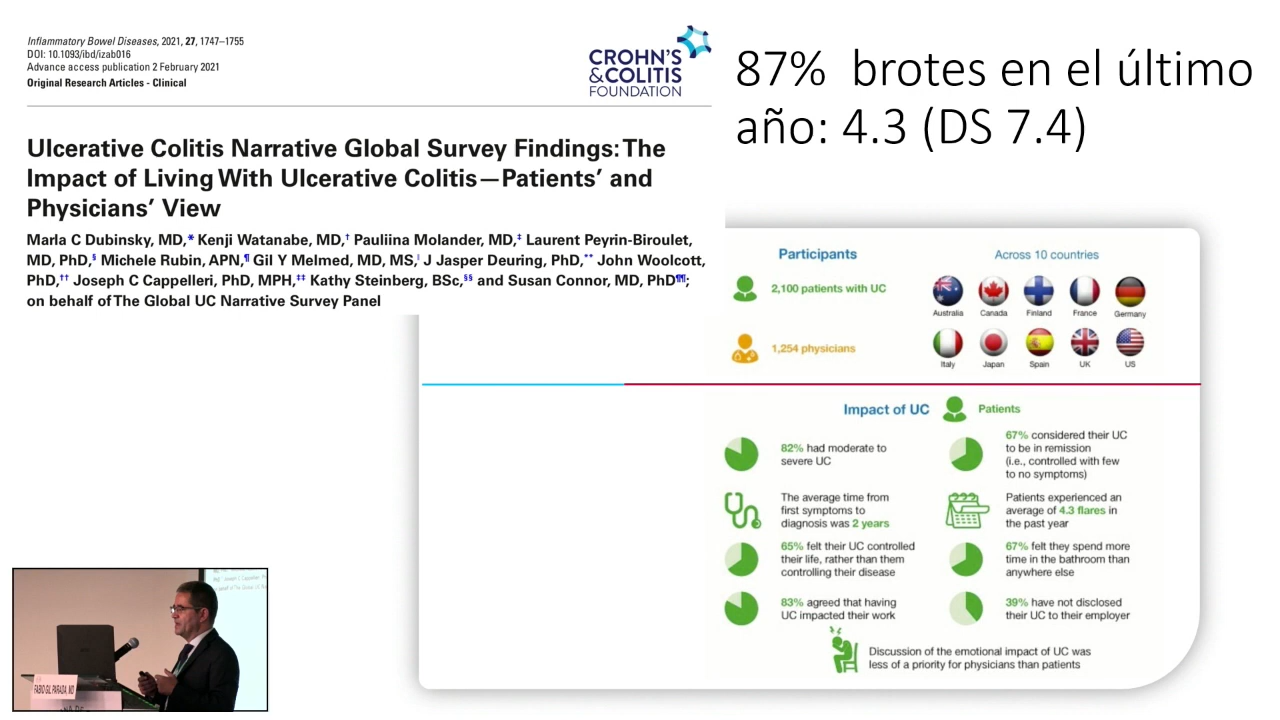 Inflammatory Bowel Diseases, 2021, 27, 1747–1755
DOI: 10.1093/ibd/izab016
Advance access publication 2 February 2021
Original Research Articles - Clinical
CROHN'S
&COLITIS
FOUNDATION
87% brotes en el último
año: 4.3 (DS 7.4)
Ulcerative Colitis Narrative Global Survey Findings: The
Impact of Living With Ulcerative Colitis—Patients’ and
Physicians’ View
Marla C Dubinsky, MD,* Kenji Watanabe, MD,† Pauliina Molander, MD,‡ Laurent Peyrin-Biroulet,
MD, PhD,§ Michele Rubin, APN,¶ Gil Y Melmed, MD, MS,‖ J Jasper Deuring, PhD,** John Woolcott,
PhD,†† Joseph C Cappelleri, PhD, MPH,‡‡ Kathy Steinberg, BSc,§§ and Susan Connor, MD, PhD¶¶;
on behalf of The Global UC Narrative Survey Panel
Participants
2,100 patients with UC
1,254 physicians
Across 10 countries
Australia Canada Finland France Germany
Italy Japan Spain UK US
Impact of UC Patients
82% had moderate to
severe UC
67% considered their UC
to be in remission
(i.e., controlled with few
to no symptoms)
The average time from
first symptoms to
diagnosis was 2 years
Patients experienced an
average of 4.3 flares in
the past year
65% felt their UC controlled
their life, rather than them
controlling their disease
67% felt they spend more
time in the bathroom than
anywhere else
83% agreed that having
UC impacted their work
39% have not disclosed
their UC to their employer
Discussion of the emotional impact of UC was
less of a priority for physicians than patients
FABIO GIL PARADA, MD